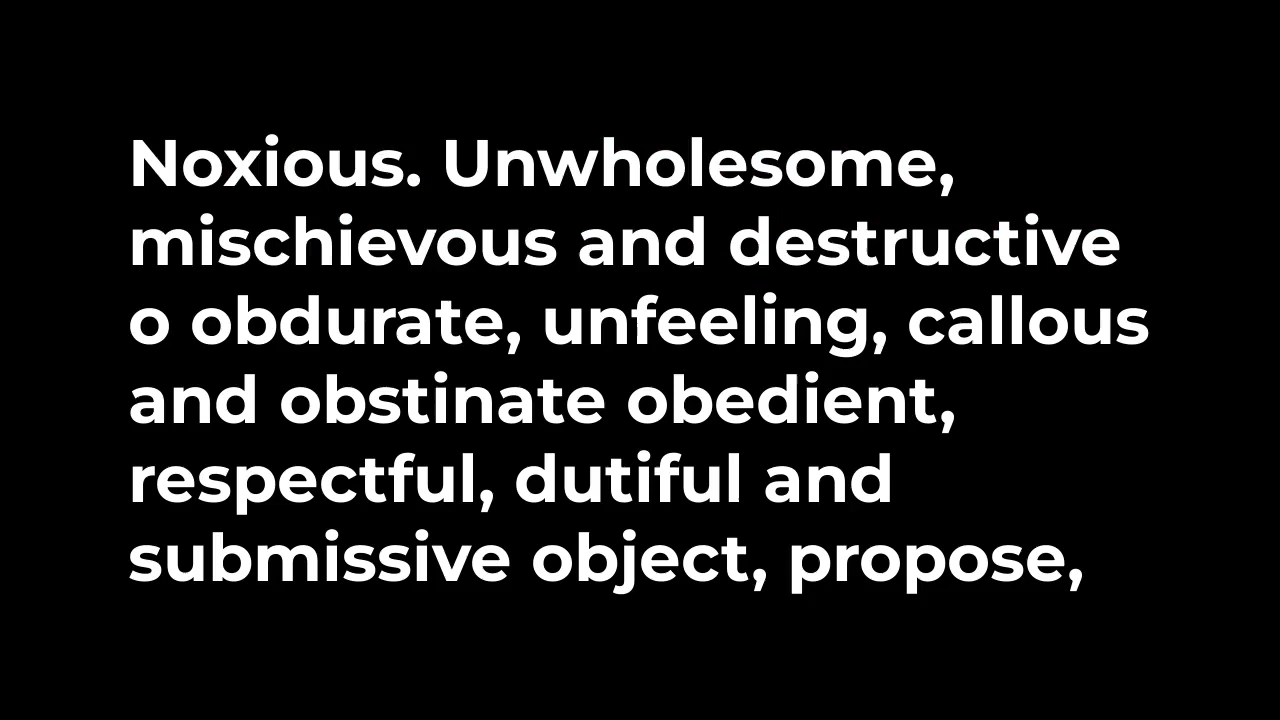 Noxious. Unwholesome,
mischievous and destructive
o obdurate, unfeeling, callous
and obstinate obedient,
respectful, dutiful and
submissive object, propose,